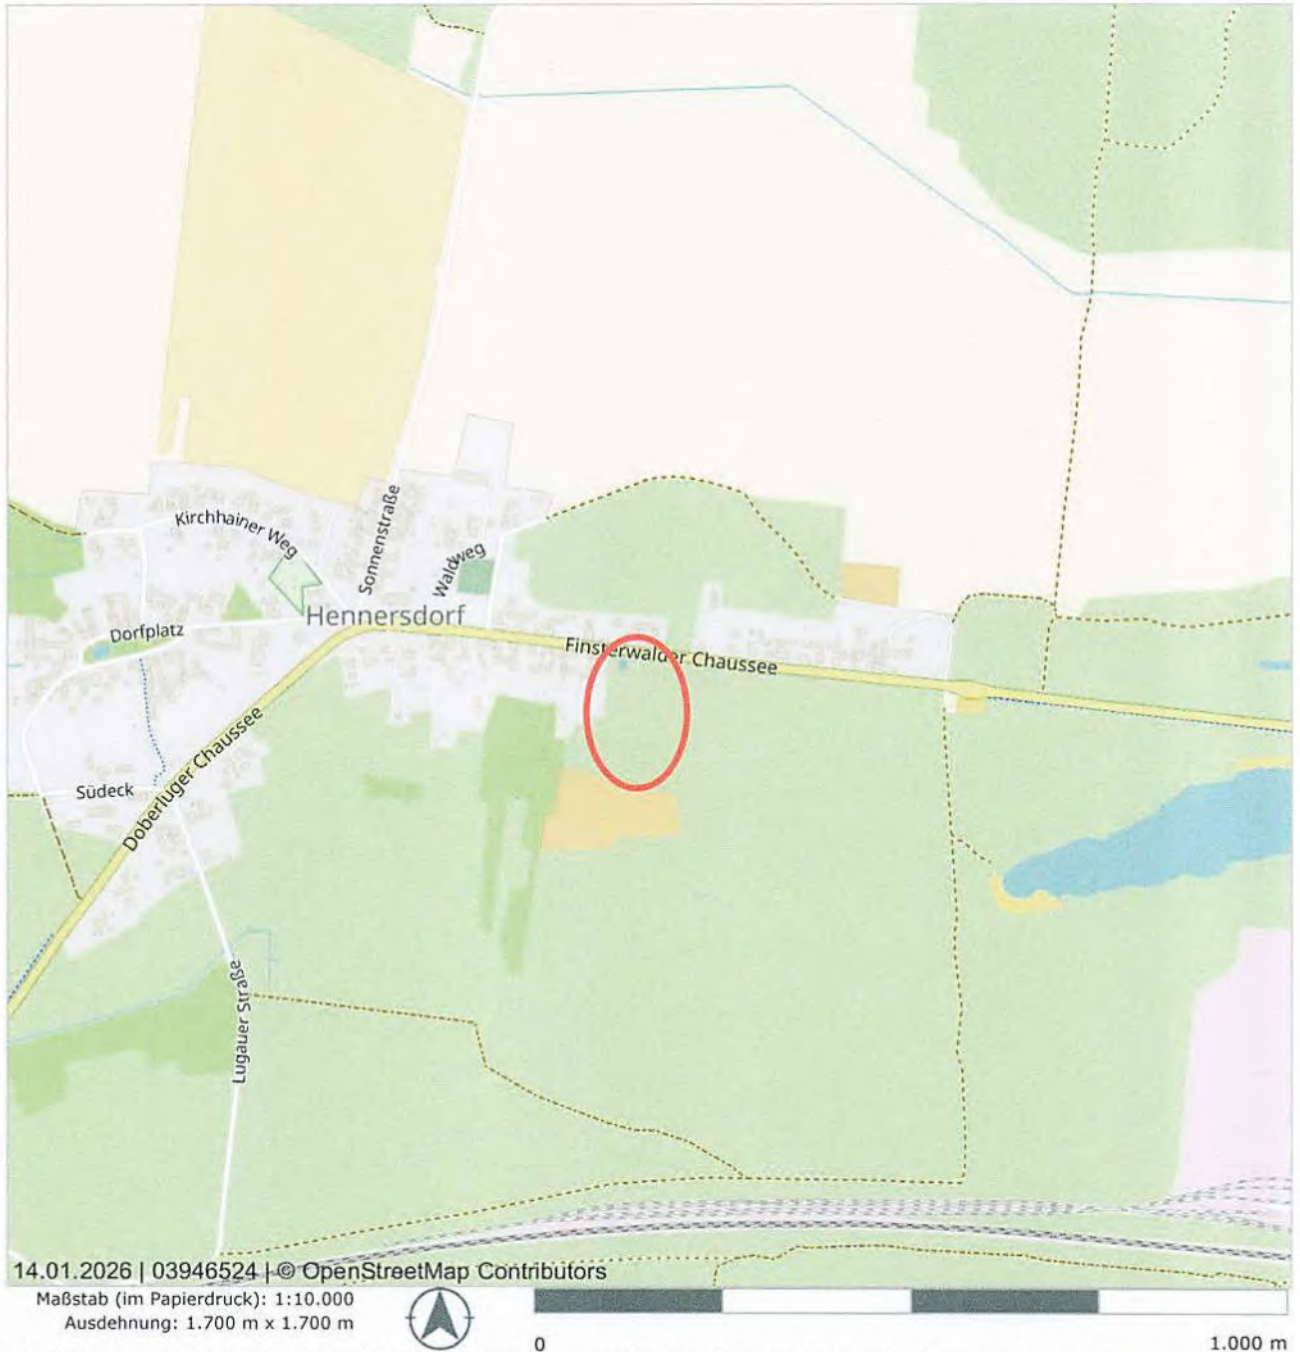 Kirchhainer Weg
Sonnenstraße
Waldweg
Hennersdorf
Dorfplatz
Finsterwalder Chaussee
Doberluger Chaussee
Südeck
Lugauer Straße
14.01.2026 | 03946524 | © OpenStreetMap Contributors
Maßstab (im Papierdruck): 1:10.000
Ausdehnung: 1.700 m x 1.700 m
0
1.000 m